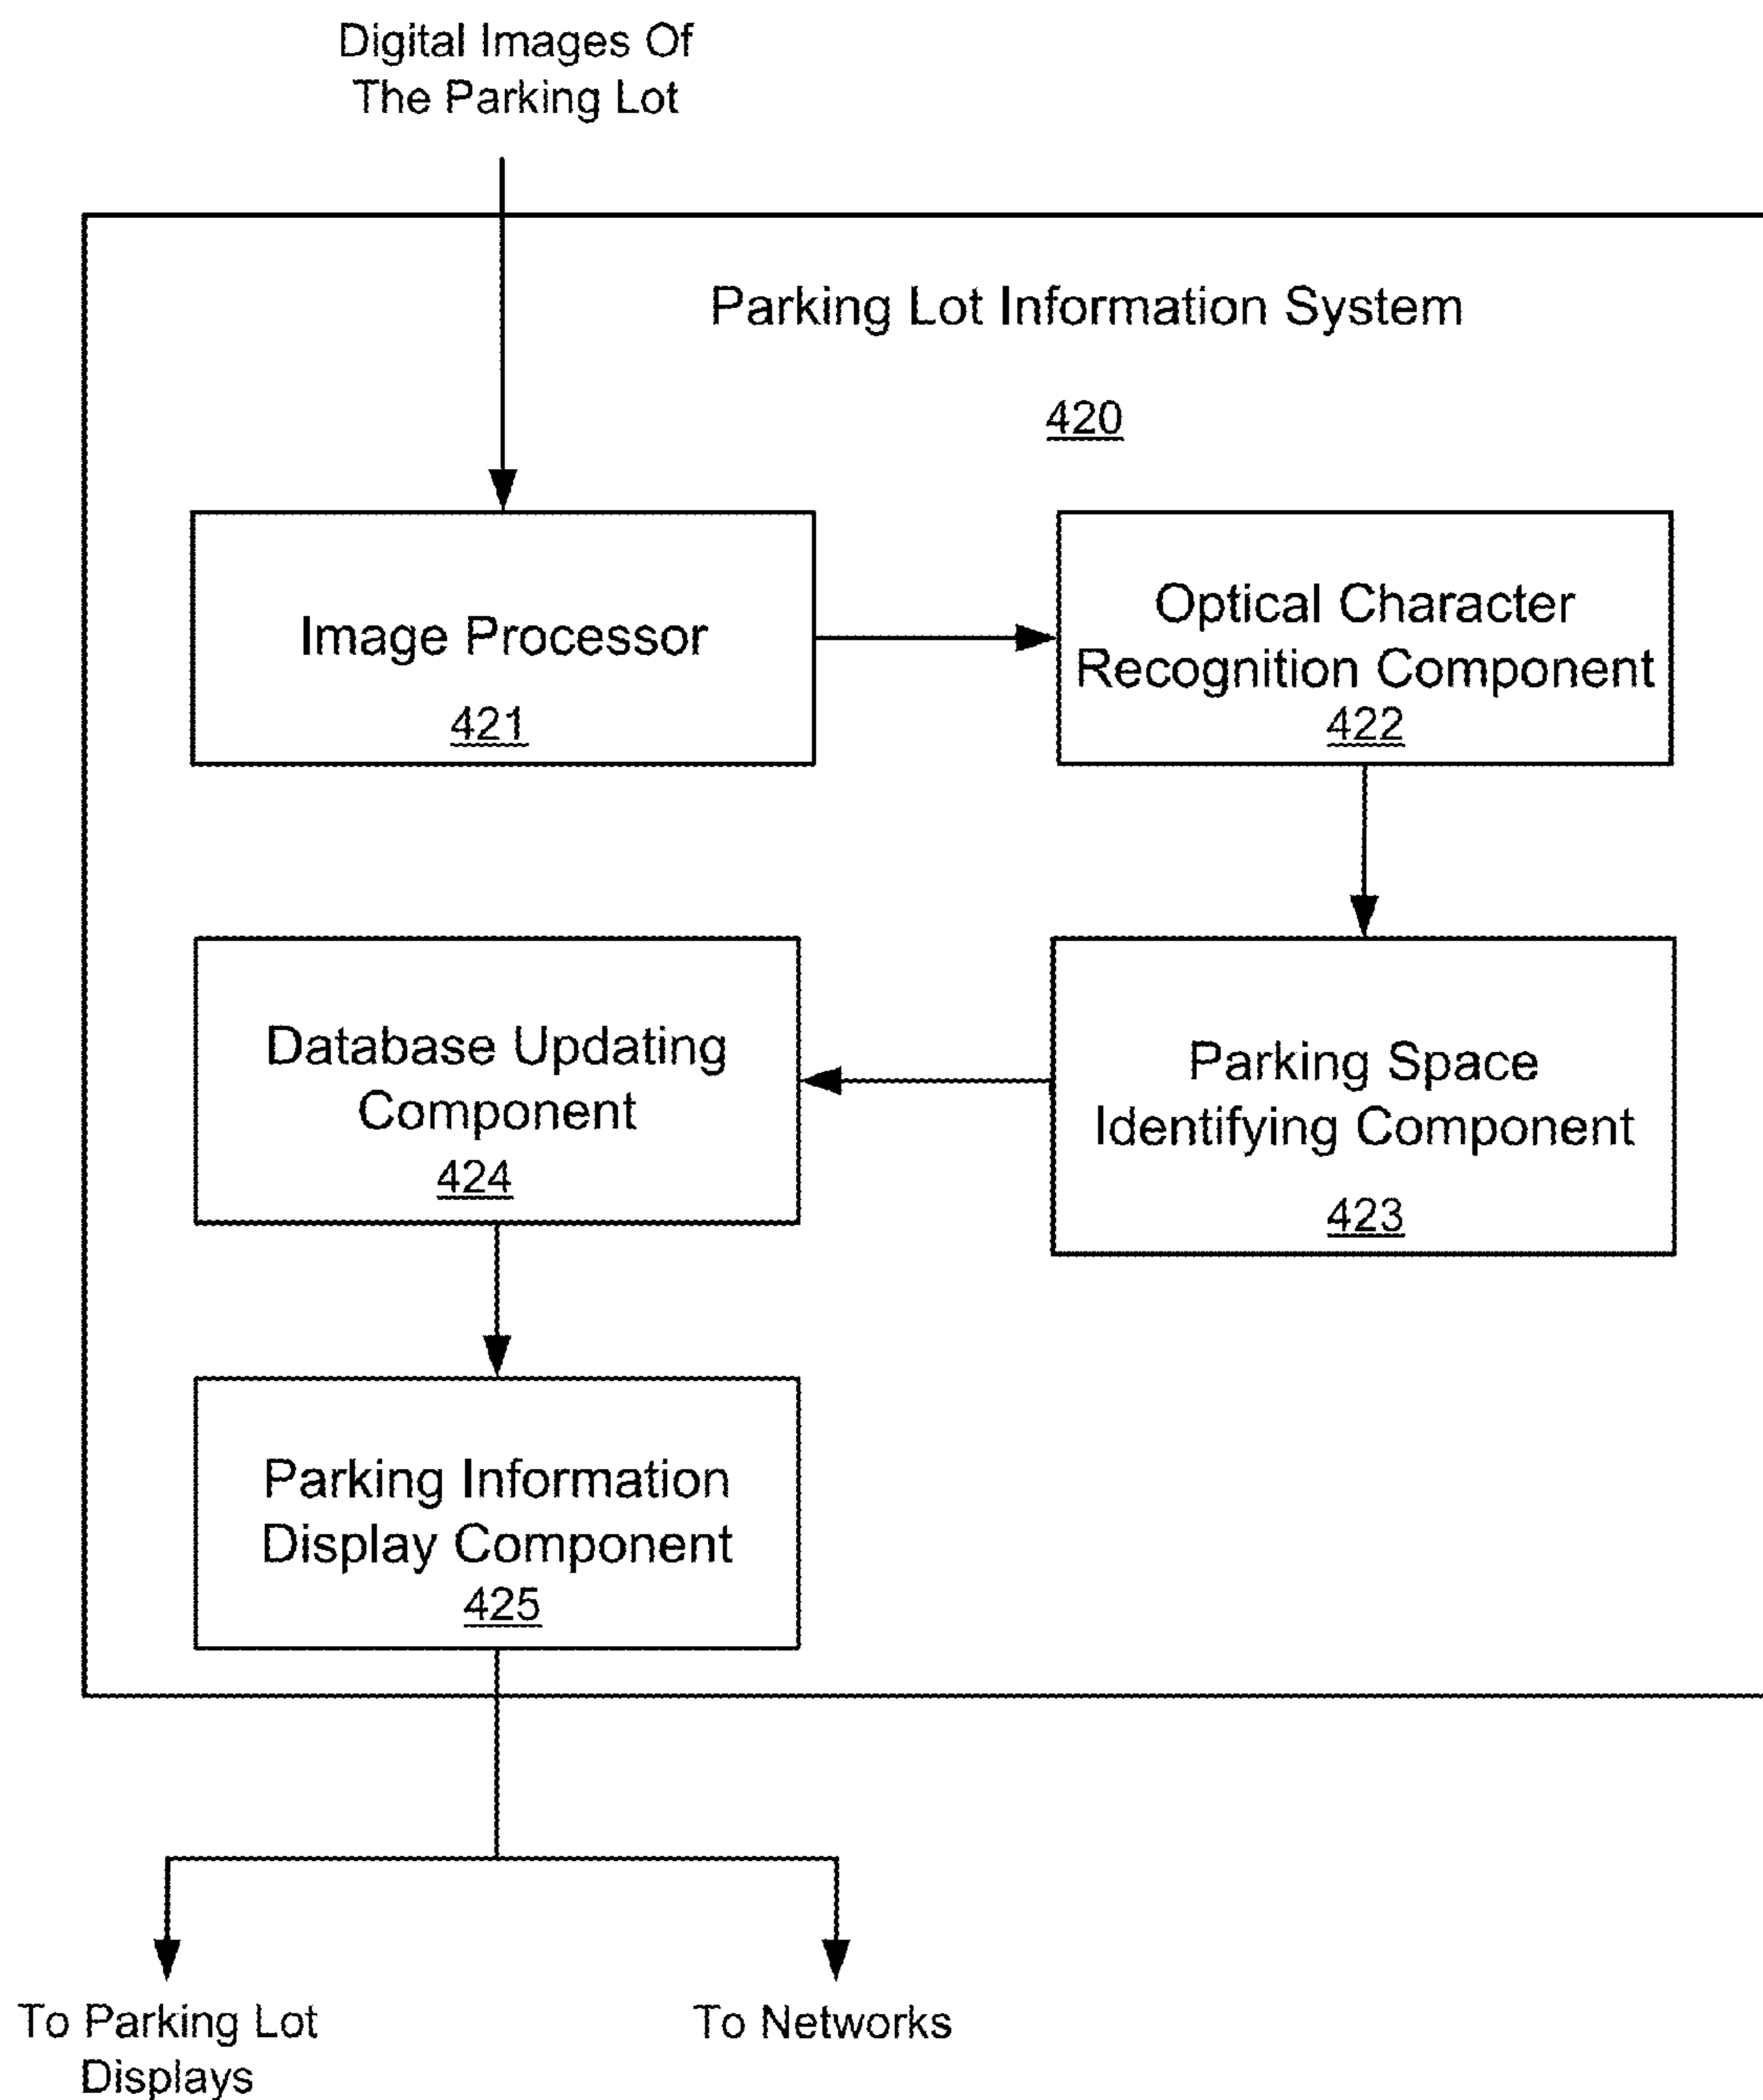 Digital Images Of
The Parking Lot
Parking Lot Information System
420
Image Processor
421
Optical Character
Recognition Component
422
Database Updating
Component
424
Parking Space
Identifying Component
423
Parking Information
Display Component
425
To Parking Lot
Displays
To Networks